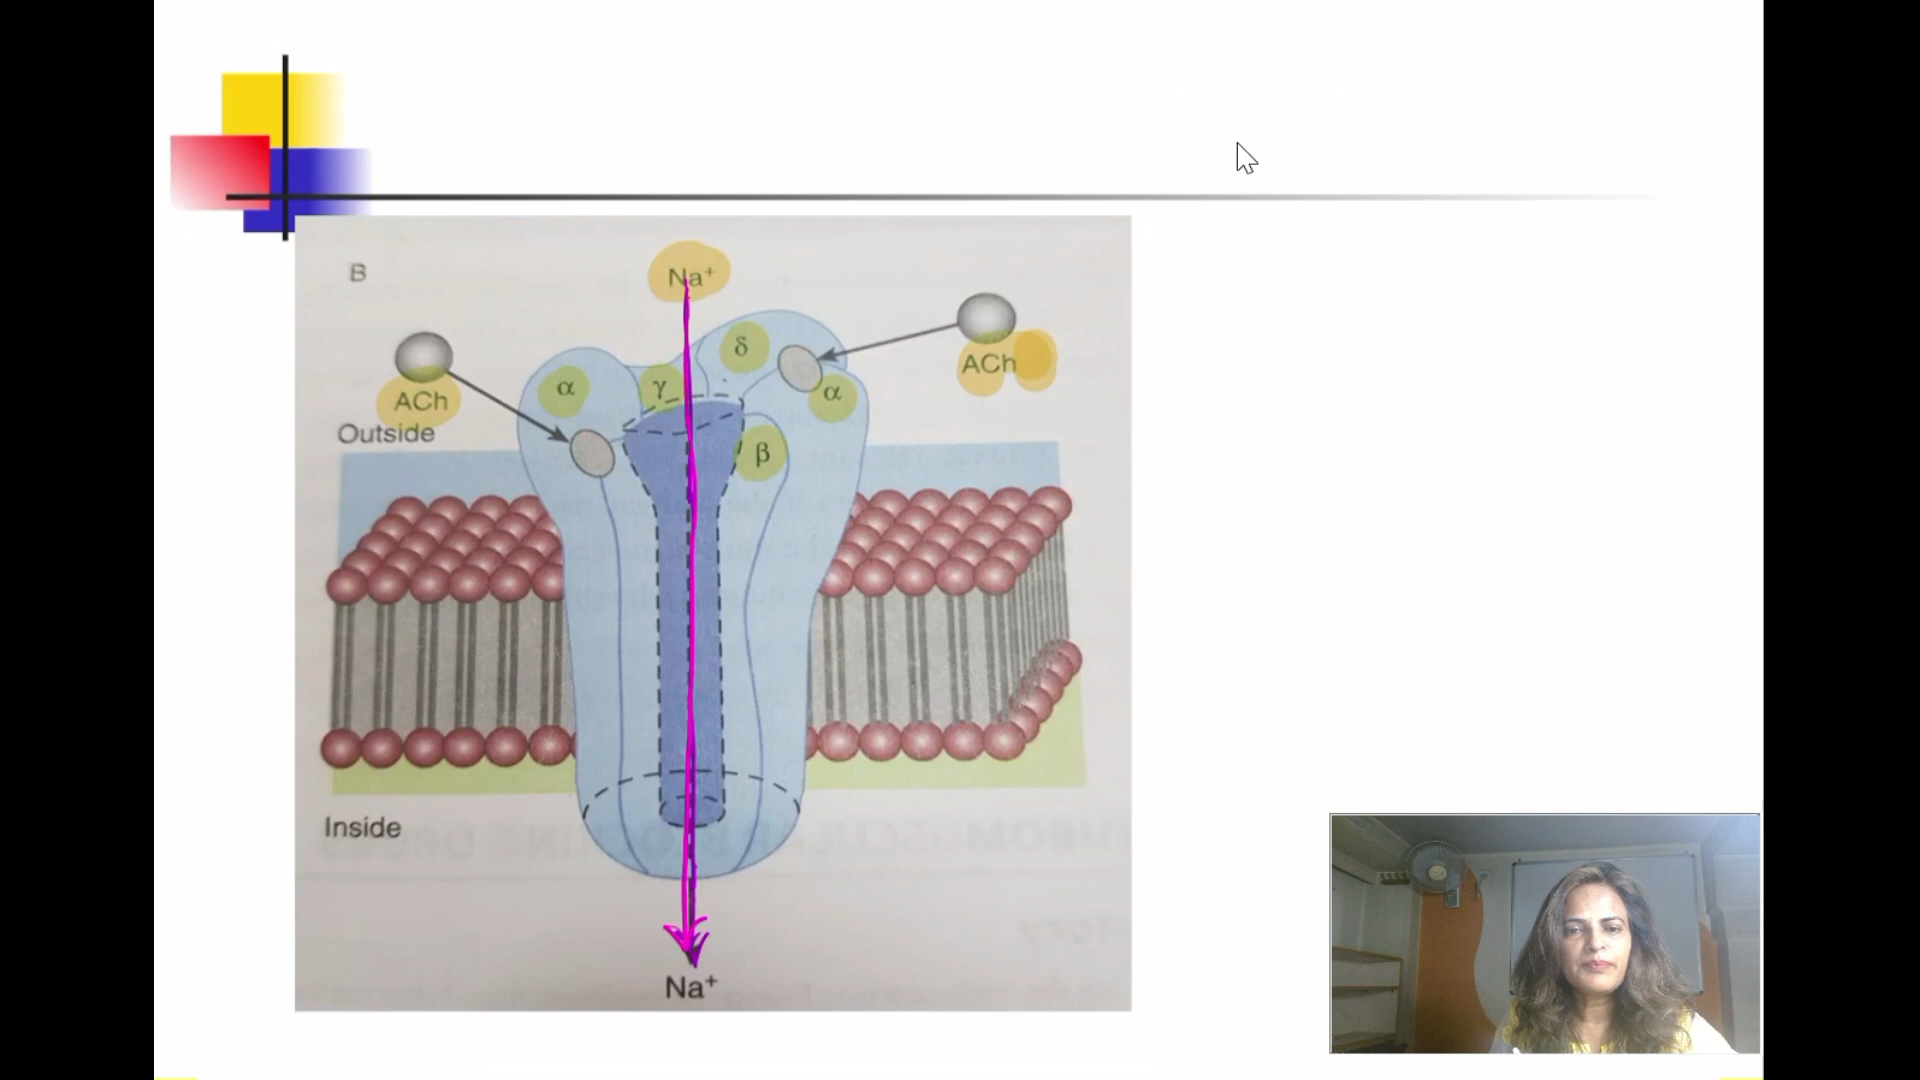 B
Na⁺
ACh
α
γ
δ
α
ACh
β
Outside
Inside
Na⁺